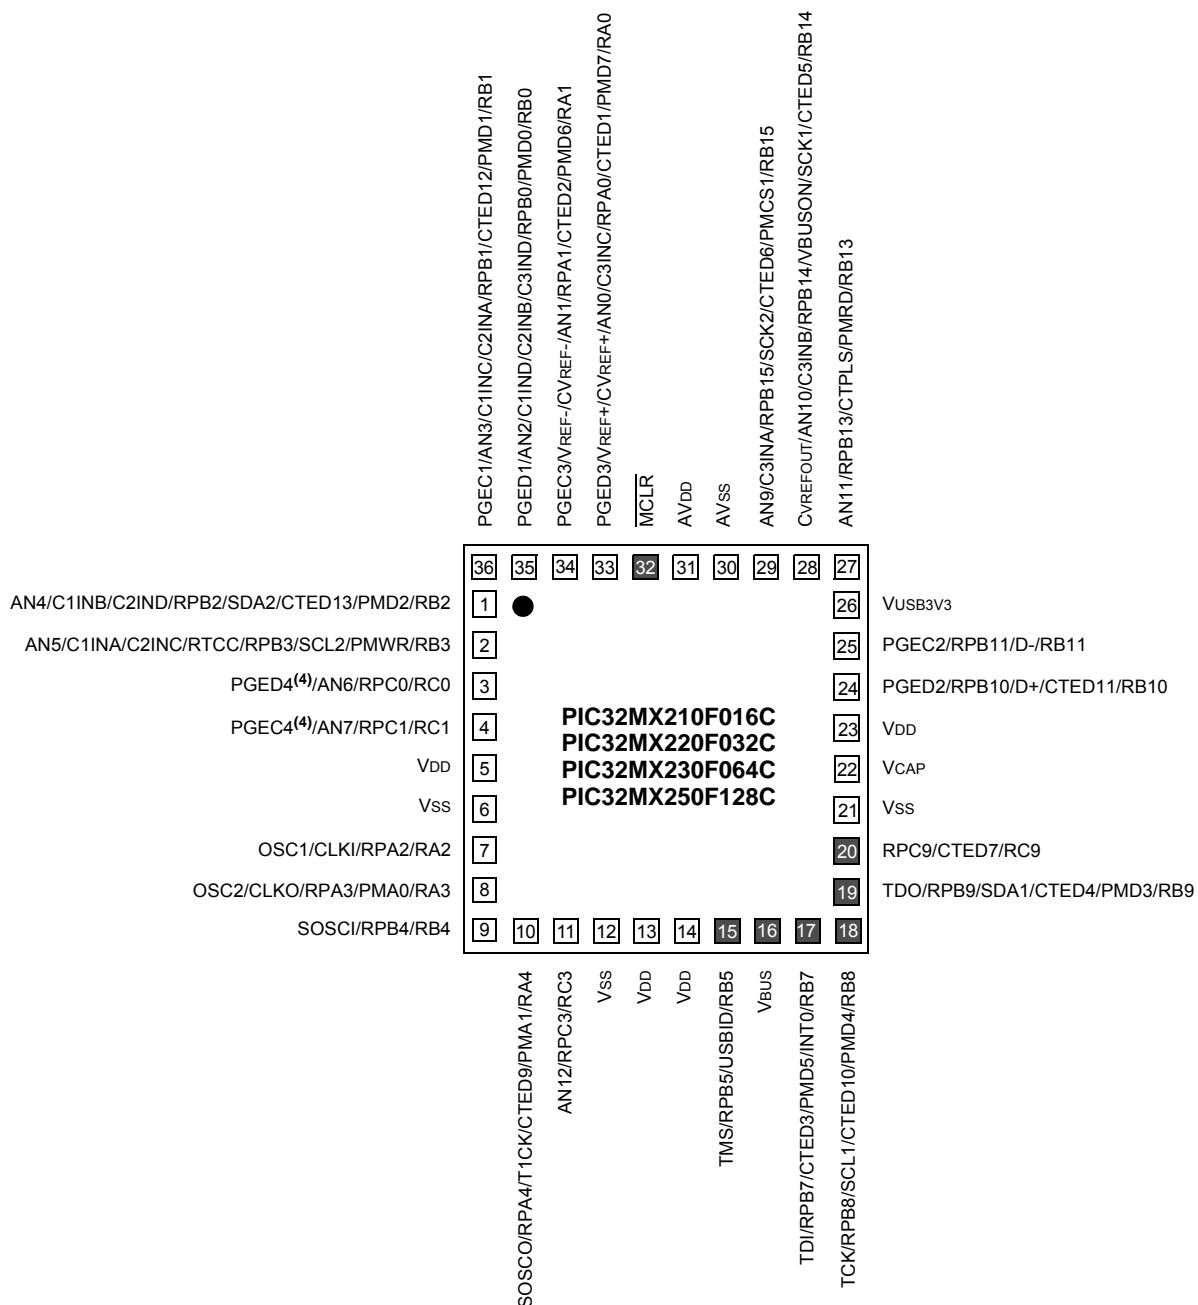 PGEC1/AN3/C1INC/C2INA/RPB1/CTED12/PMD1/RB1
PGED1/AN2/C1IND/C2INB/C3IND/RPB0/PMD0/RB0
PGEC3/VREF-/CVREF-/AN1/RPA1/CTED2/PMD6/RA1
PGED3/VREF+/CVREF+/AN0/C3INC/RPA0/CTED1/PMD7/RA0
MCLR
AVDD
AVSS
AN9/C3INA/RPB15/SCK2/CTED6/PMCS1/RB15
CVREFOUT/AN10/C3INB/RPB14/VBUSON/SCK1/CTED5/RB14
AN11/RPB13/CTPLS/PMRD/RB13
36 35 34 33 32 31 30 29 28 27
AN4/C1INB/C2IND/RPB2/SDA2/CTED13/PMD2/RB2 1
26 VUSB3V3
AN5/C1INA/C2INC/RTCC/RPB3/SCL2/PMWR/RB3 2
25 PGEC2/RPB11/D-/RB11
PGED4(4)/AN6/RPC0/RC0 3
24 PGED2/RPB10/D+/CTED11/RB10
PGEC4(4)/AN7/RPC1/RC1 4
23 VDD
VDD 5
22 VCAP
VSS 6
21 VSS
OSC1/CLKI/RPA2/RA2 7
20 RPC9/CTED7/RC9
OSC2/CLKO/RPA3/PMA0/RA3 8
19 TDO/RPB9/SDA1/CTED4/PMD3/RB9
PIC32MX210F016C
PIC32MX220F032C
PIC32MX230F064C
PIC32MX250F128C
SOSCI/RPB4/RB4 9
10 11 12 13 14 15 16 17 18
SOSCO/RPA4/T1CK/CTED9/PMA1/RA4
AN12/RPC3/RC3
VSS
VDD
VDD
TMS/RPB5/USBID/RB5
VBUS
TDI/RPB7/CTED3/PMD5/INT0/RB7
TCK/RPB8/SCL1/CTED10/PMD4/RB8